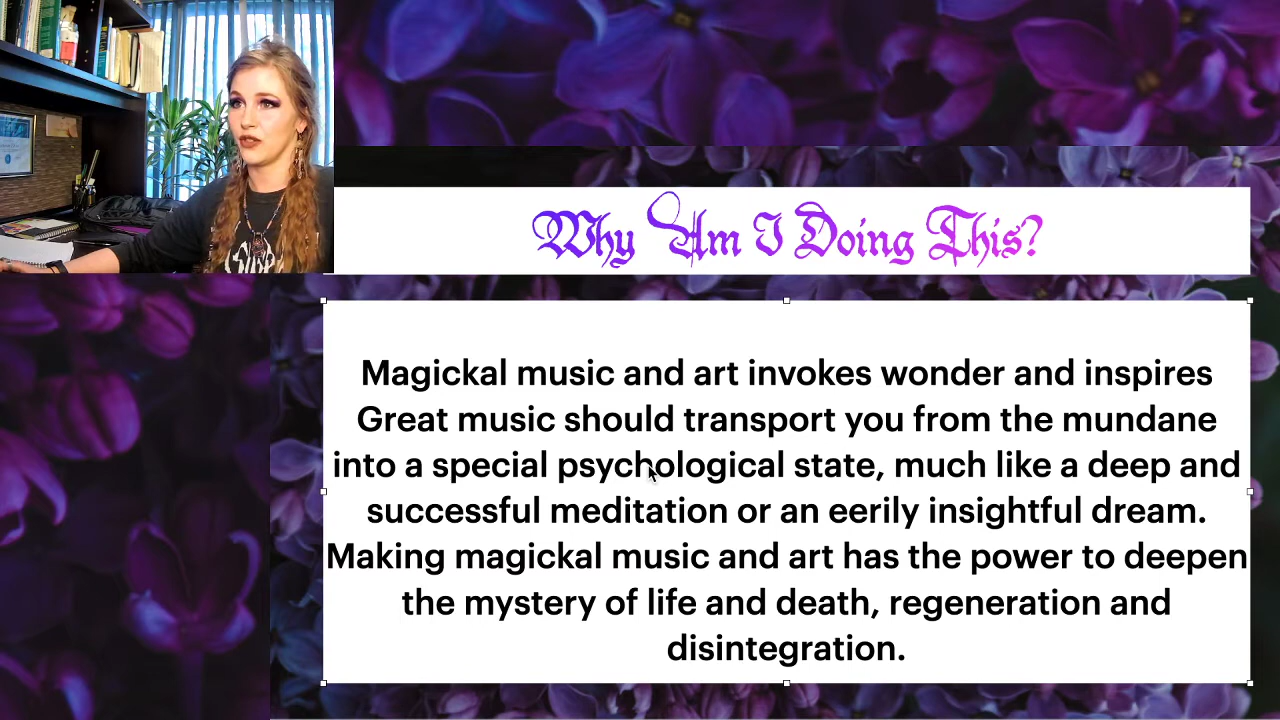 Why Am I Doing This?
Magickal music and art invokes wonder and inspires
Great music should transport you from the mundane
into a special psychological state, much like a deep and
successful meditation or an eerily insightful dream.
Making magickal music and art has the power to deepen
the mystery of life and death, regeneration and
disintegration.